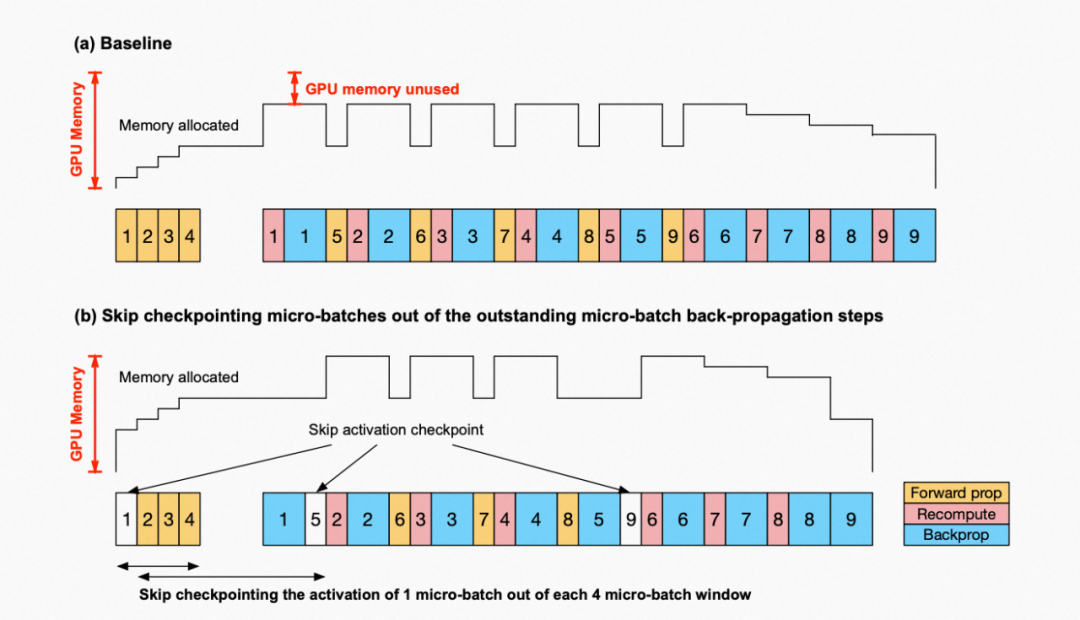 (a) Baseline
GPU Memory
GPU memory unused
Memory allocated
1 2 3 4 1 1 5 2 2 6 3 3 7 4 4 8 5 5 9 6 6 7 7 8 8 9 9
(b) Skip checkpointing micro-batches out of the outstanding micro-batch back-propagation steps
GPU Memory
Memory allocated
Skip activation checkpoint
1 2 3 4 1 5 2 2 6 3 3 7 4 4 8 5 9 6 6 7 7 8 8 9
Forward prop
Recompute
Backprop
Skip checkpointing the activation of 1 micro-batch out of each 4 micro-batch window